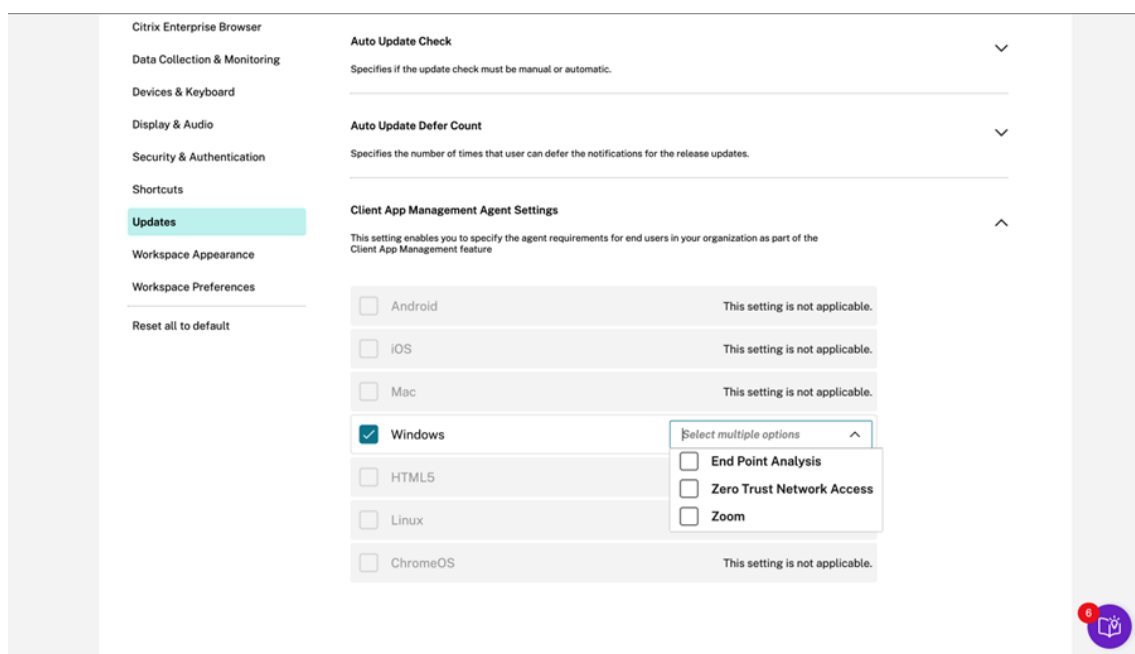 Citrix Enterprise Browser
Data Collection & Monitoring
Devices & Keyboard
Display & Audio
Security & Authentication
Shortcuts
Updates
Workspace Appearance
Workspace Preferences
Reset all to default
Auto Update Check
Specifies if the update check must be manual or automatic.
Auto Update Defer Count
Specifies the number of times that user can defer the notifications for the release updates.
Client App Management Agent Settings
This setting enables you to specify the agent requirements for end users in your organization as part of the
Client App Management feature
Android This setting is not applicable.
iOS This setting is not applicable.
Mac This setting is not applicable.
Windows Select multiple options
End Point Analysis
HTML5 Zero Trust Network Access
Linux Zoom
ChromeOS This setting is not applicable.
6